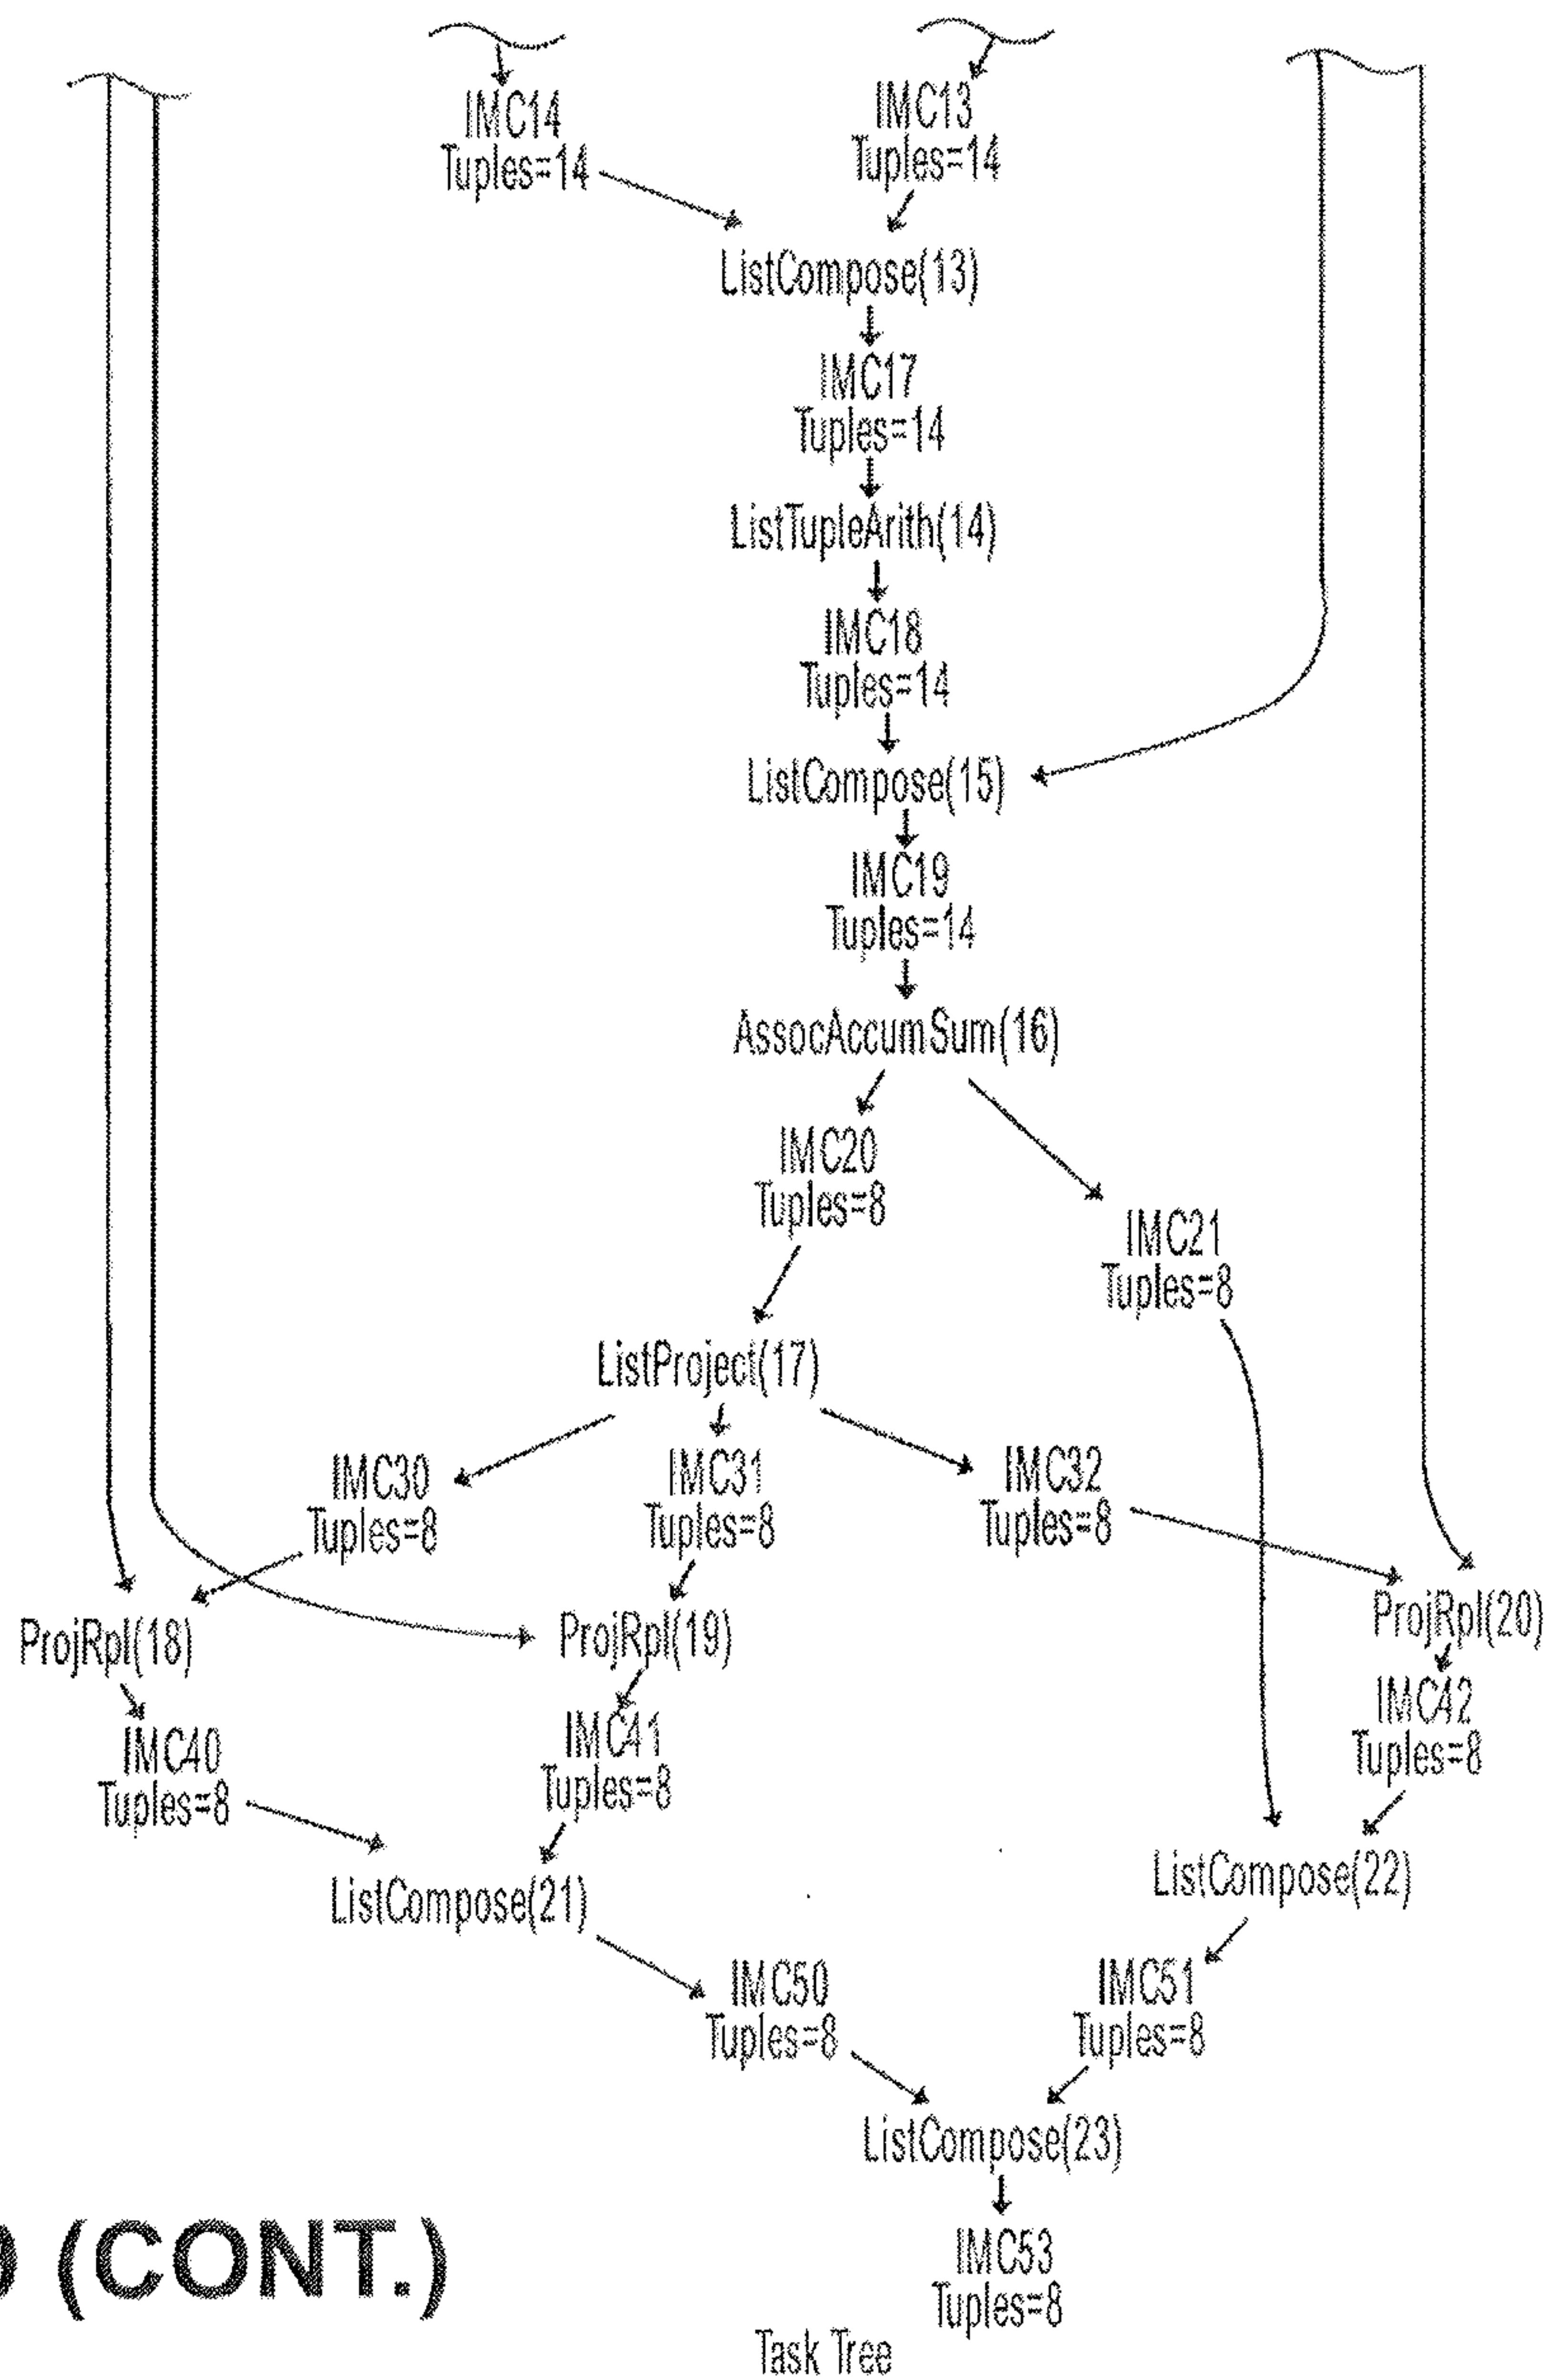 IMC14
Tuples=14
IMC13
Tuples=14
ListCompose(13)
IMC17
Tuples=14
ListTupleArith(14)
IMC18
Tuples=14
ListCompose(15)
IMC19
Tuples=14
AssocAccumSum(16)
IMC20
Tuples=8
IMC21
Tuples=8
ListProject(17)
IMC30
Tuples=8
IMC31
Tuples=8
IMC32
Tuples=8
ProjRpl(18)
ProjRpl(19)
ProjRpl(20)
IMC40
Tuples=8
IMC41
Tuples=8
IMC42
Tuples=8
ListCompose(21)
ListCompose(22)
IMC50
Tuples=8
IMC51
Tuples=8
ListCompose(23)
IMC53
Tuples=8
(CONT.)
Task Tree